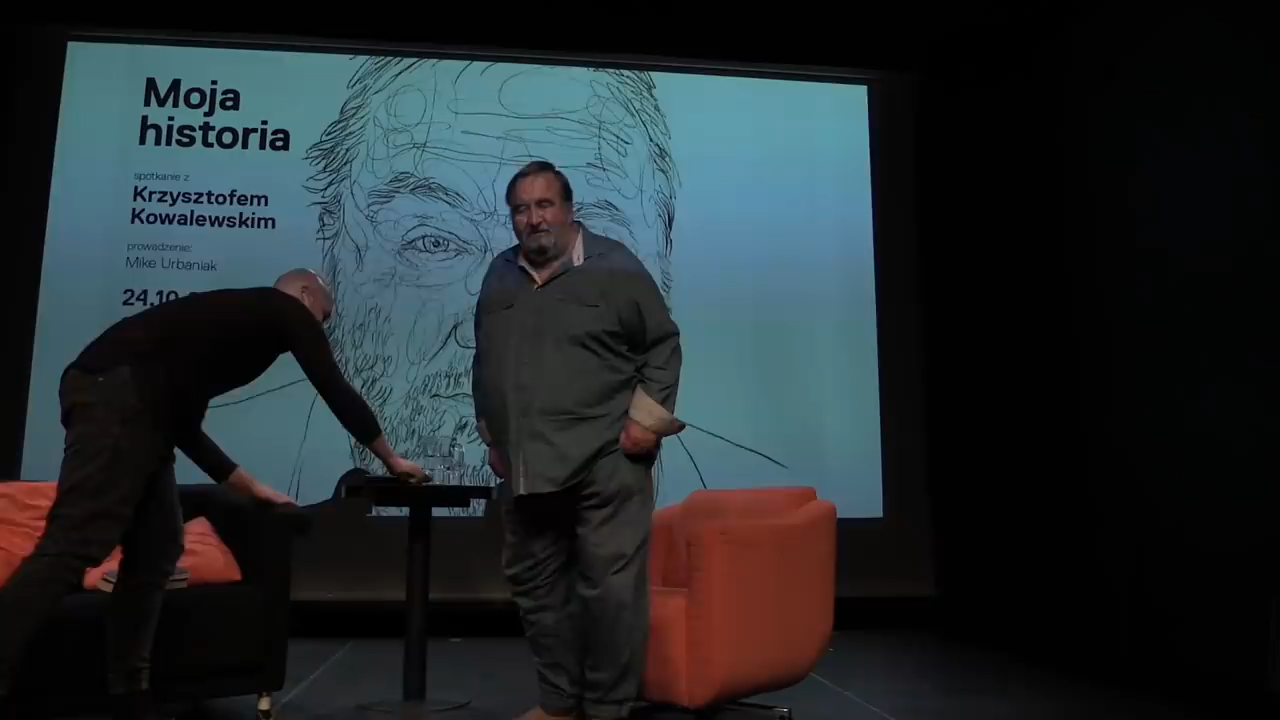 Moja
historia
spotkanie z
Krzysztofem
Kowalewskim
prowadzenie:
Mike Urbaniak
24.10